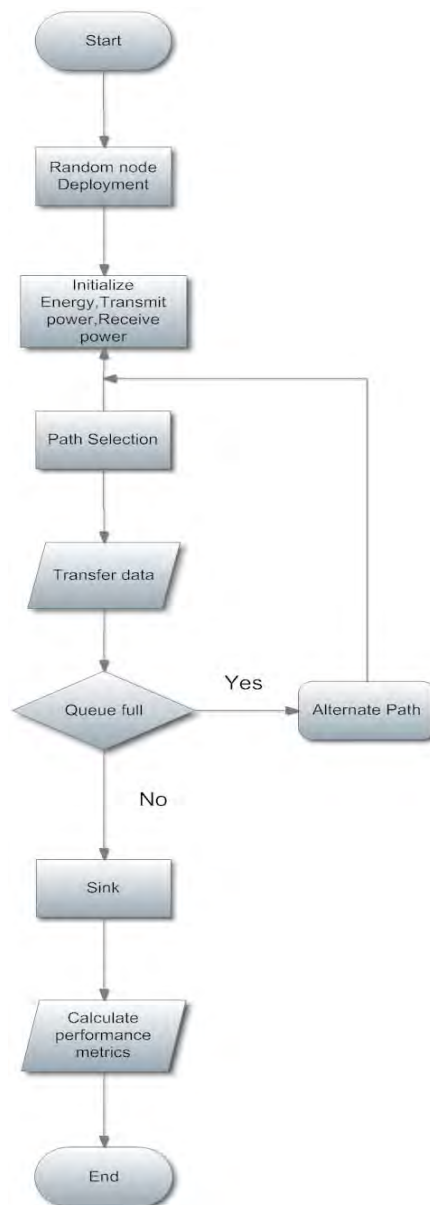 Start
Random node
Deployment
Initialize
Energy,Transmit
power,Receive
power
Path Selection
Transfer data
Queue full
Yes
Alternate Path
No
Sink
Calculate
performance
metrics
End